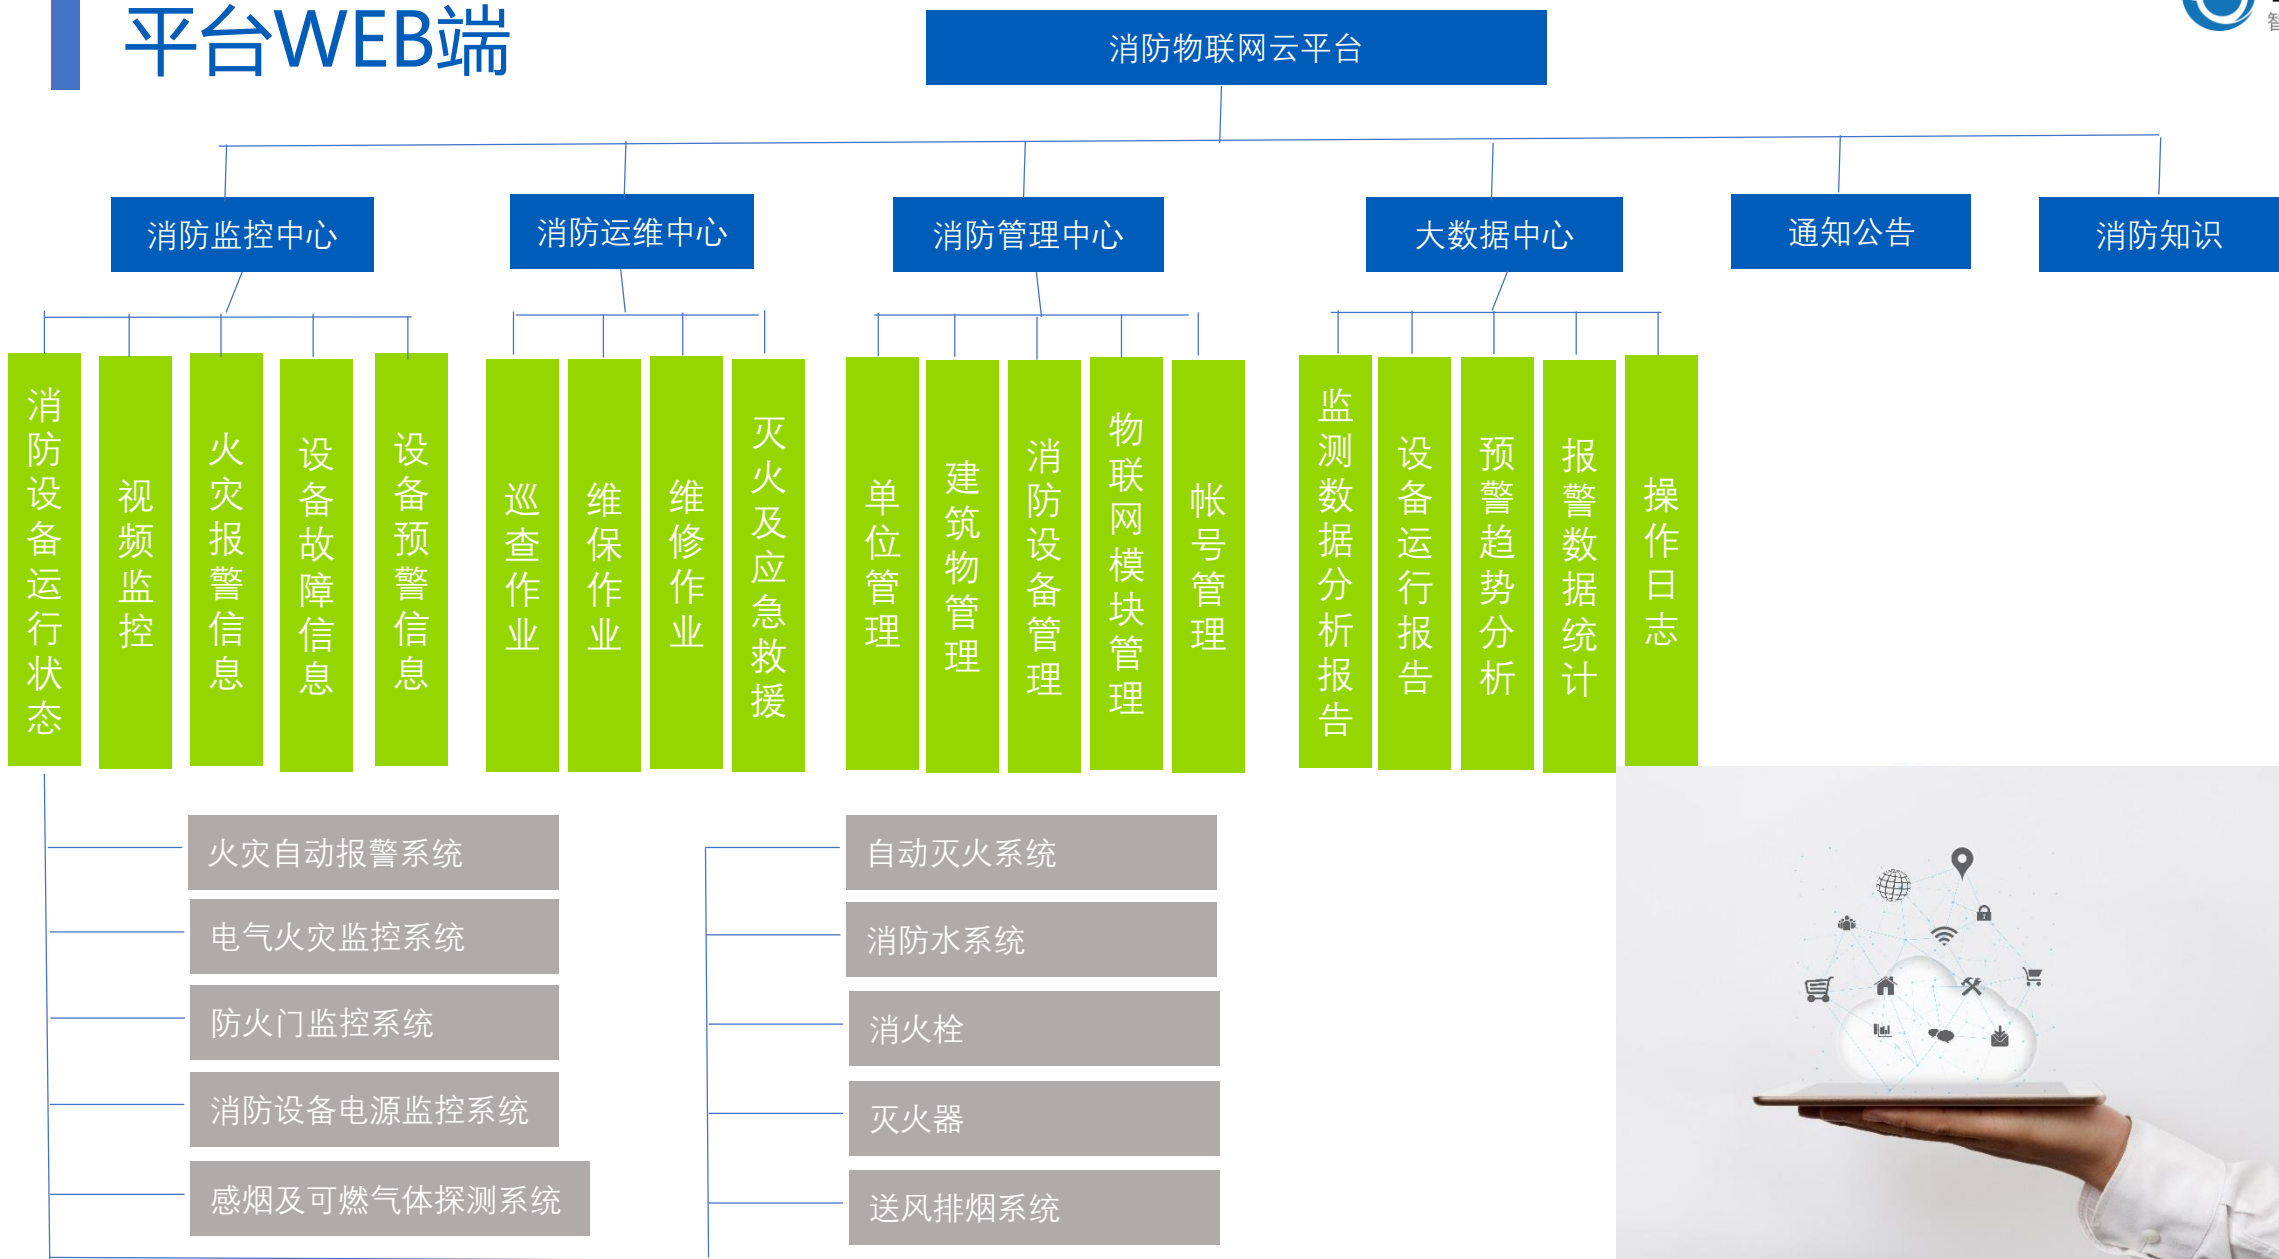 平台WEB端
消防物联网云平台
消防监控中心
消防运维中心
消防管理中心
大数据中心
通知公告
消防知识
消防设备运行状态
视频监控
火灾报警信息
设备故障信息
设备预警信息
巡查作业
维保作业
维修作业
灭火及应急救援
单位管理
建筑物管理
消防设备管理
物联网模块管理
帐号管理
监测数据分析报告
设备运行报告
预警趋势分析
报警数据统计
操作日志
火灾自动报警系统
电气火灾监控系统
防火门监控系统
消防设备电源监控系统
感烟及可燃气体探测系统
自动灭火系统
消防水系统
消火栓
灭火器
送风排烟系统